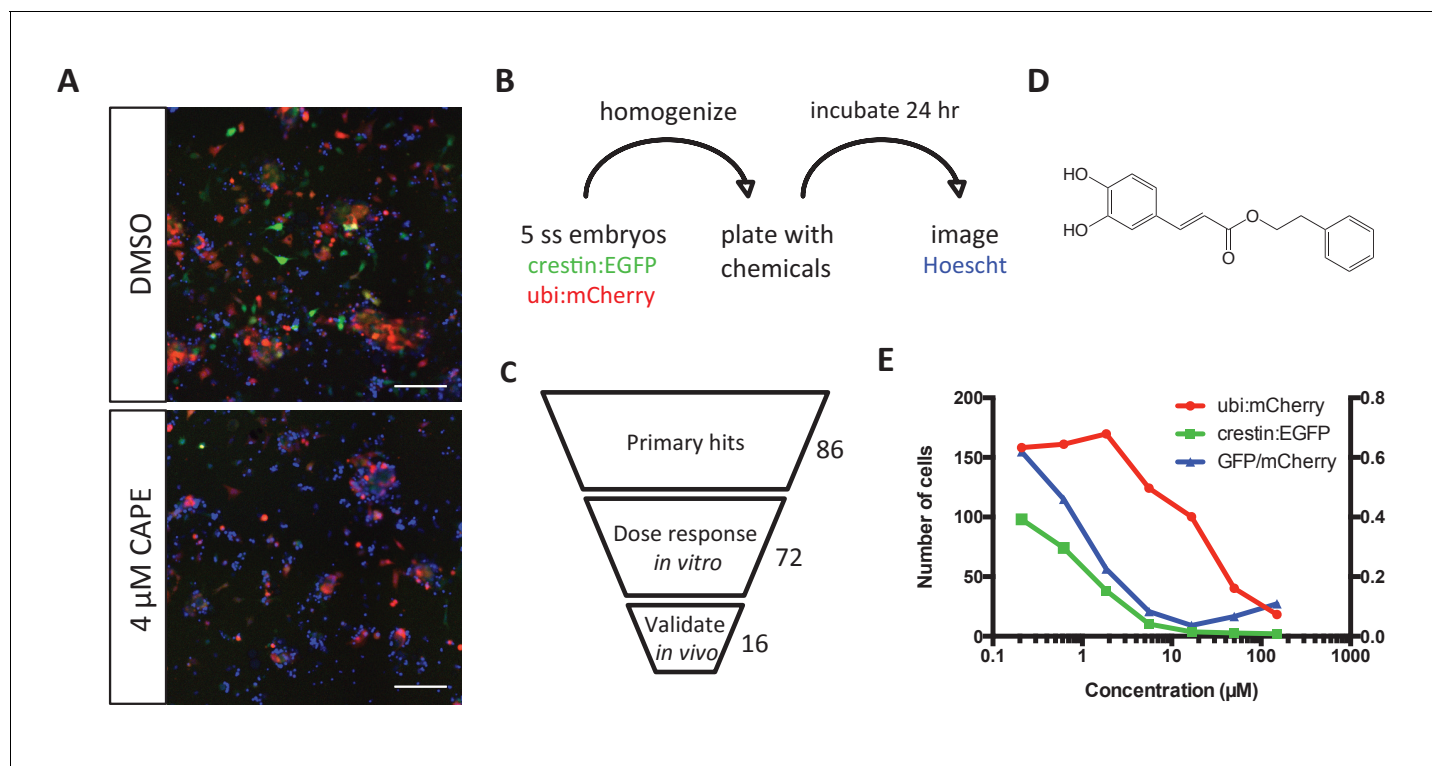 A
DMSO
4 µM CAPE
B
homogenize
incubate 24 hr
5 ss embryos
crestin:EGFP
ubi:mCherry
plate with
chemicals
image
Hoescht
C
Primary hits
86
Dose response
in vitro
72
Validate
in vivo
16
D
HO
HO
O
O
E
ubi:mCherry
crestin:EGFP
GFP/mCherry
Number of cells
200
150
100
50
0
0.8
0.6
0.4
0.2
0.0
0.1
1
10
100
1000
Concentration (µM)